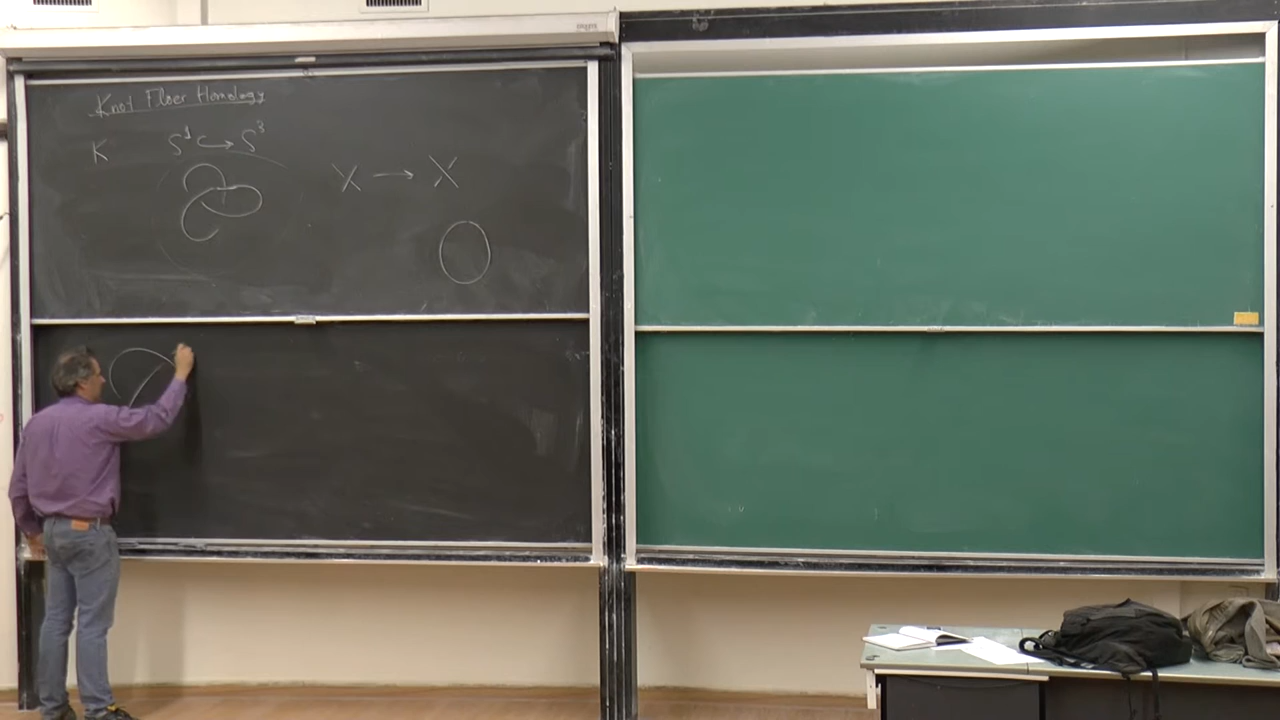 Knot Floer Homology
K S¹ ↪ S³
X → X